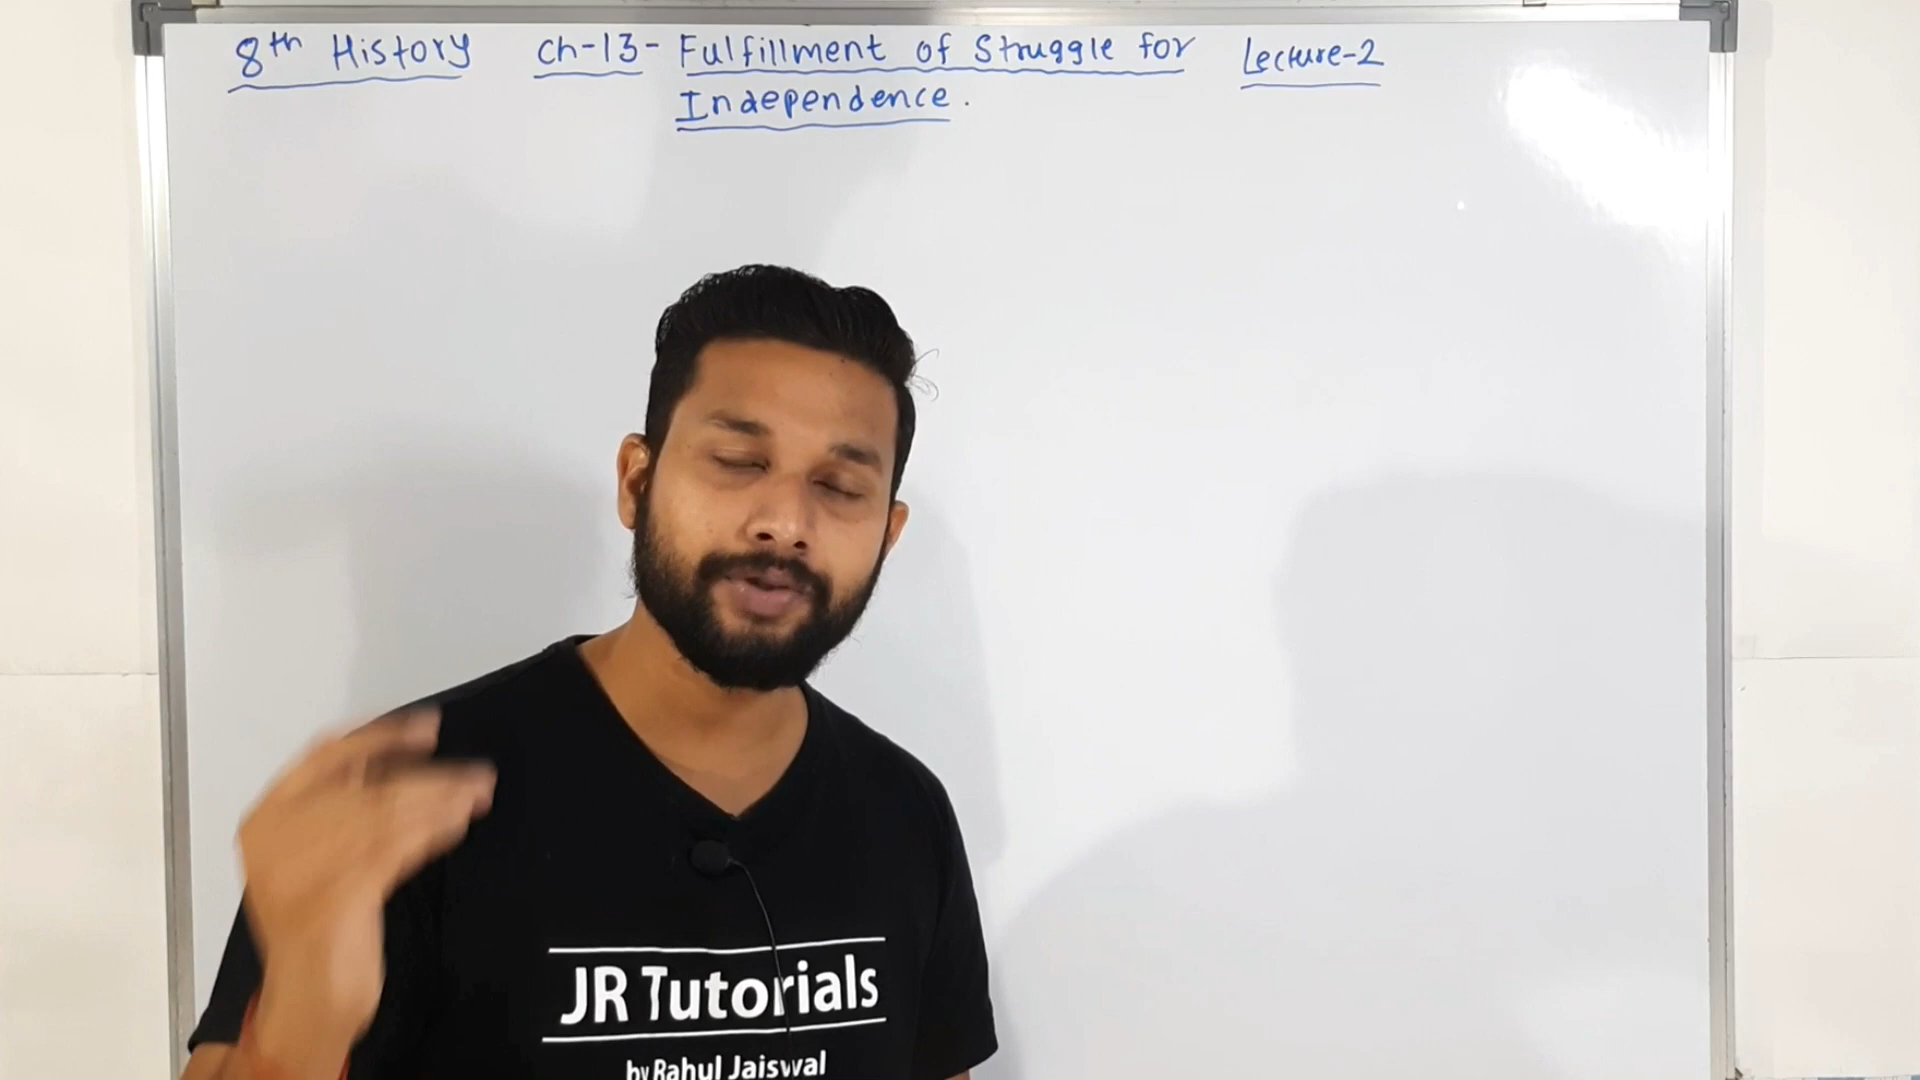 8th History ch-13- Fulfillment of Struggle for Lecture-2
Independence.
JR Tutorials
by Rahul Jaiswal